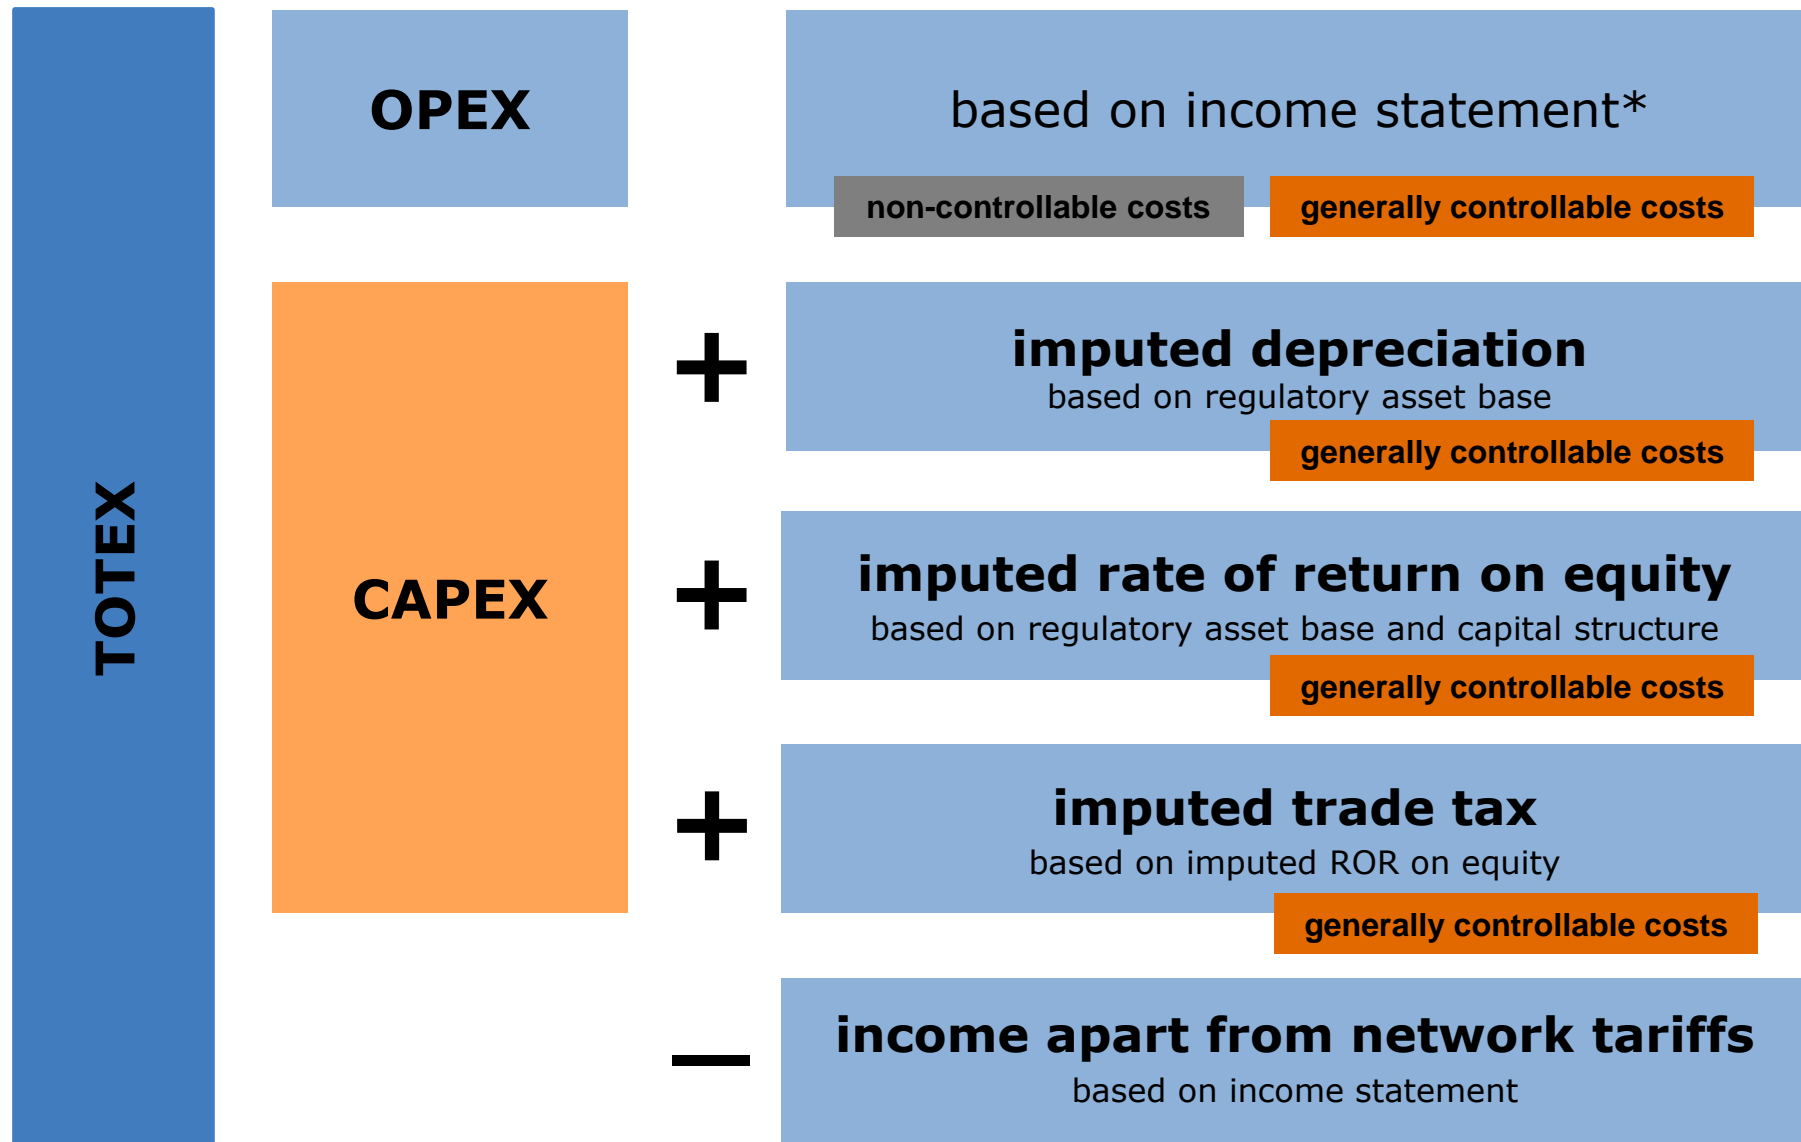 TOTEX
OPEX
based on income statement*
non-controllable costs
generally controllable costs
CAPEX
+
imputed depreciation
based on regulatory asset base
generally controllable costs
+
imputed rate of return on equity
based on regulatory asset base and capital structure
generally controllable costs
+
imputed trade tax
based on imputed ROR on equity
generally controllable costs
—
income apart from network tariffs
based on income statement